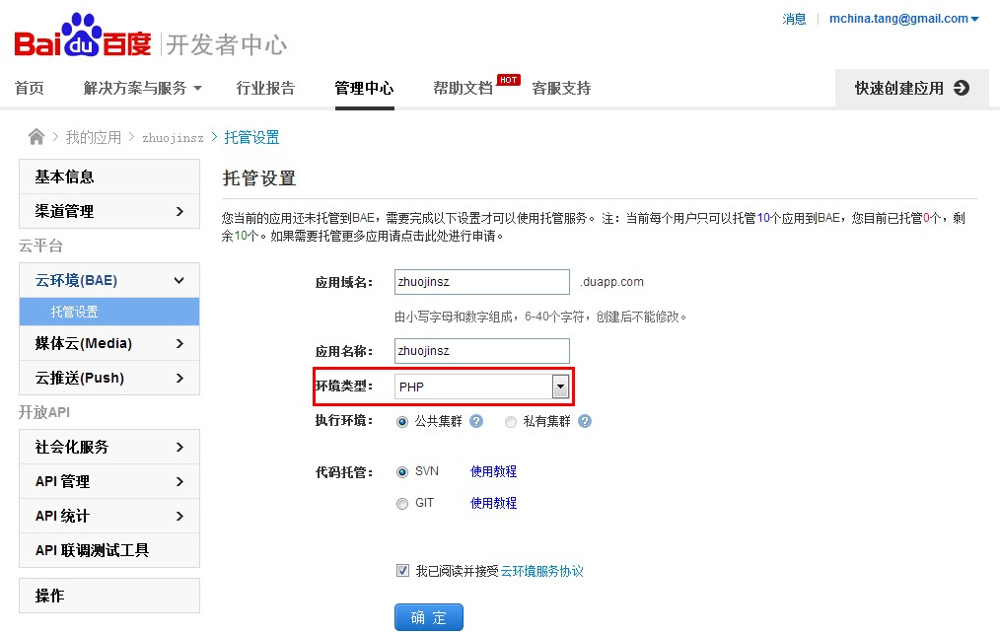 消息 | mchina.tang@gmail.com
Bai du 百度 | 开发者中心
首页 解决方案与服务 行业报告 管理中心 帮助文档 HOT 客服支持 快速创建应用
我的应用 > zhuojinsz > 托管设置
基本信息
渠道管理
云平台
云环境(BAE)
托管设置
媒体云(Media)
云推送(Push)
开放API
社会化服务
API 管理
API 统计
API 联调测试工具
操作
托管设置
您当前的应用还未托管到BAE，需要完成以下设置才可以使用托管服务。 注：当前每个用户只可以托管10个应用到BAE，您目前已托管0个，剩
余10个。如果需要托管更多应用请点击此处进行申请。
应用域名： zhuojinsz .duapp.com
由小写字母和数字组成，6-40个字符，创建后不能修改。
应用名称： zhuojinsz
环境类型： PHP
执行环境： 公共集群 ? 私有集群 ?
代码托管： SVN 使用教程
GIT 使用教程
我已阅读并接受云环境服务协议
确 定